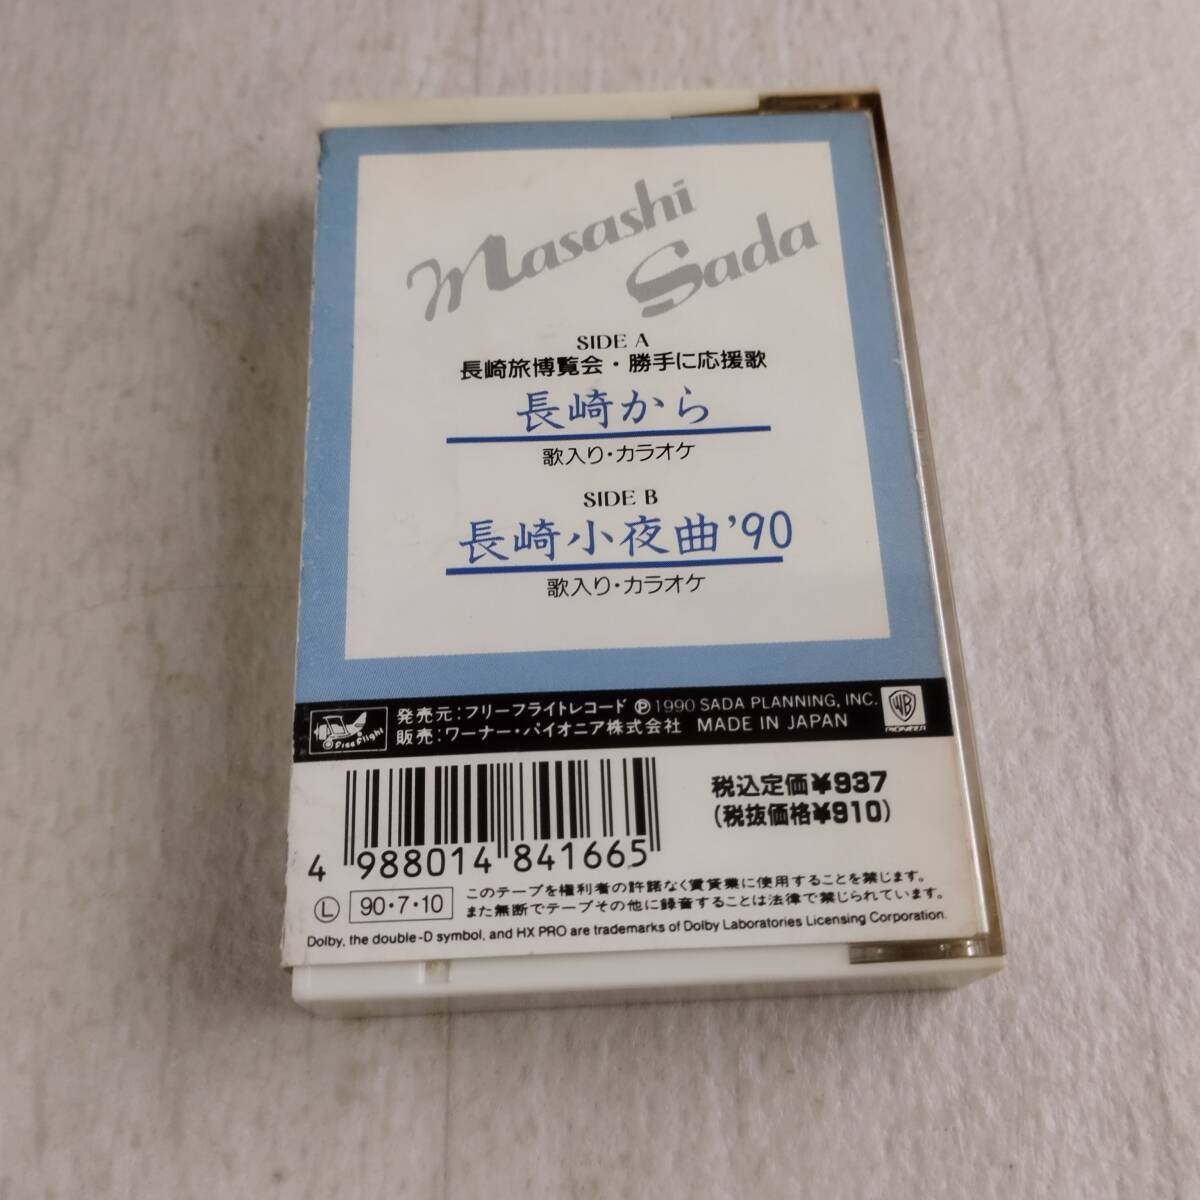 Masashi
Sada
SIDE A
長崎旅博覧会・勝手に応援歌
長崎から
歌入り・カラオケ
SIDE B
長崎小夜曲'90
歌入り・カラオケ
Free Flight
発売元:フリーフライトレコード Ⓟ1990 SADA PLANNING, INC.
販売:ワーナー・パイオニア株式会社 MADE IN JAPAN
WB
PIONEER
税込定価¥937
(税抜価格¥910)
4 988014 841665
Ⓛ 90・7・10
このテープを権利者の許諾なく賃貸業に使用することを禁じます。
また無断でテープその他に録音することは法律で禁じられています。
Dolby, the double-D symbol, and HX PRO are trademarks of Dolby Laboratories Licensing Corporation.